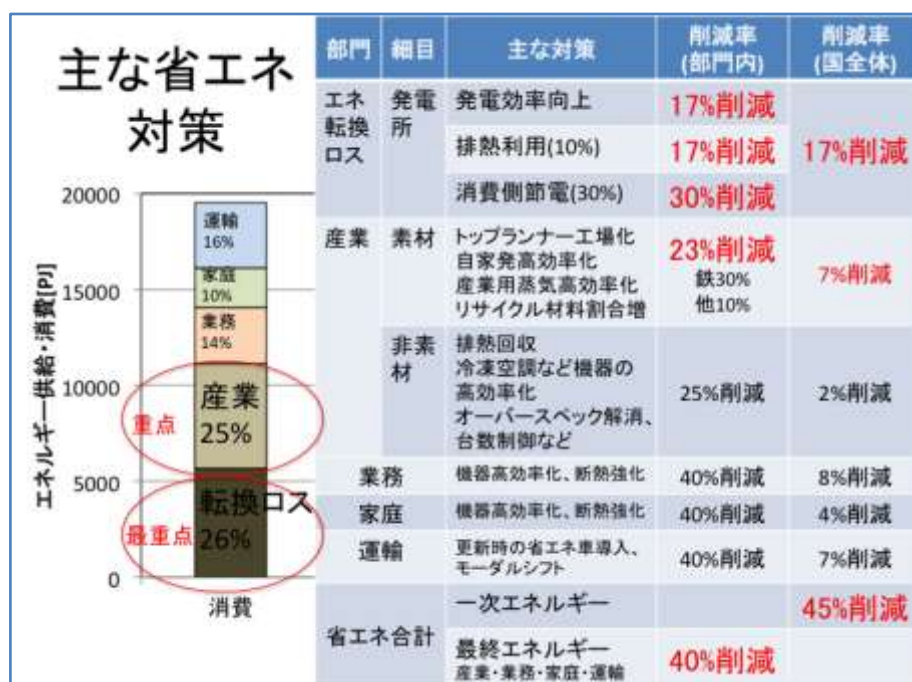 主な省エネ
対策
エネルギー供給・消費[PJ]
20000
15000
10000
5000
0
運輸
16%
家庭
10%
業務
14%
産業
25%
重点
転換ロス
26%
最重点
消費
部門 細目 主な対策 削減率 削減率
(部門内) (国全体)
エネ 発電 発電効率向上 17%削減
転換 所
ロス
排熱利用(10%) 17%削減 17%削減
消費側節電(30%) 30%削減
産業 素材 トップランナー工場化 23%削減
自家発高効率化 鉄30% 7%削減
産業用蒸気高効率化 他10%
リサイクル材料割合増
非素 排熱回収
材 冷凍空調など機器の
高効率化 25%削減 2%削減
オーバースペック解消、
台数制御など
業務 機器高効率化、断熱強化 40%削減 8%削減
家庭 機器高効率化、断熱強化 40%削減 4%削減
運輸 更新時の省エネ車導入、 40%削減 7%削減
モーダルシフト
省エネ合計 一次エネルギー 45%削減
最終エネルギー 40%削減
産業・業務・家庭・運輸